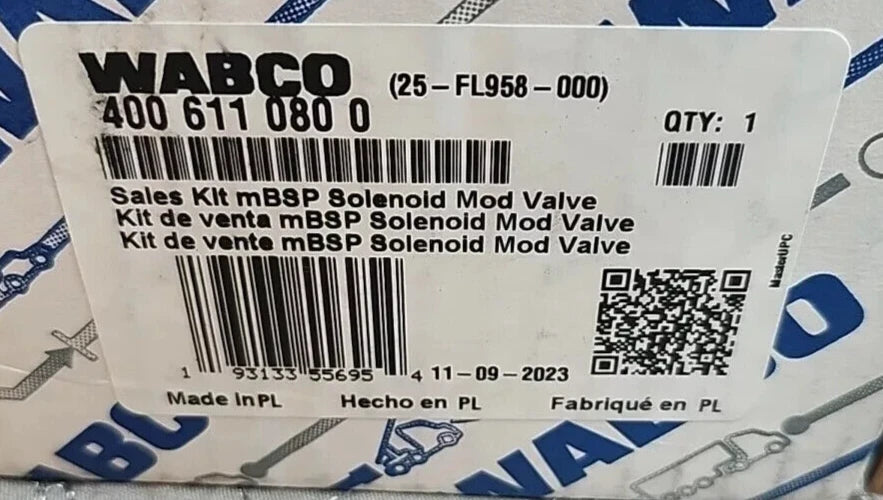 WABCO (25-FL958-000)
400 611 080 0
QTY: 1
Sales Kit mBSP Solenoid Mod Valve
Kit de venta mBSP Solenoid Mod Valve
Kit de vente mBSP Solenoid Mod Valve
MasterUPC
1 93133 55695 4 11-09-2023
Made In PL Hecho en PL Fabriqué en PL
WABCO